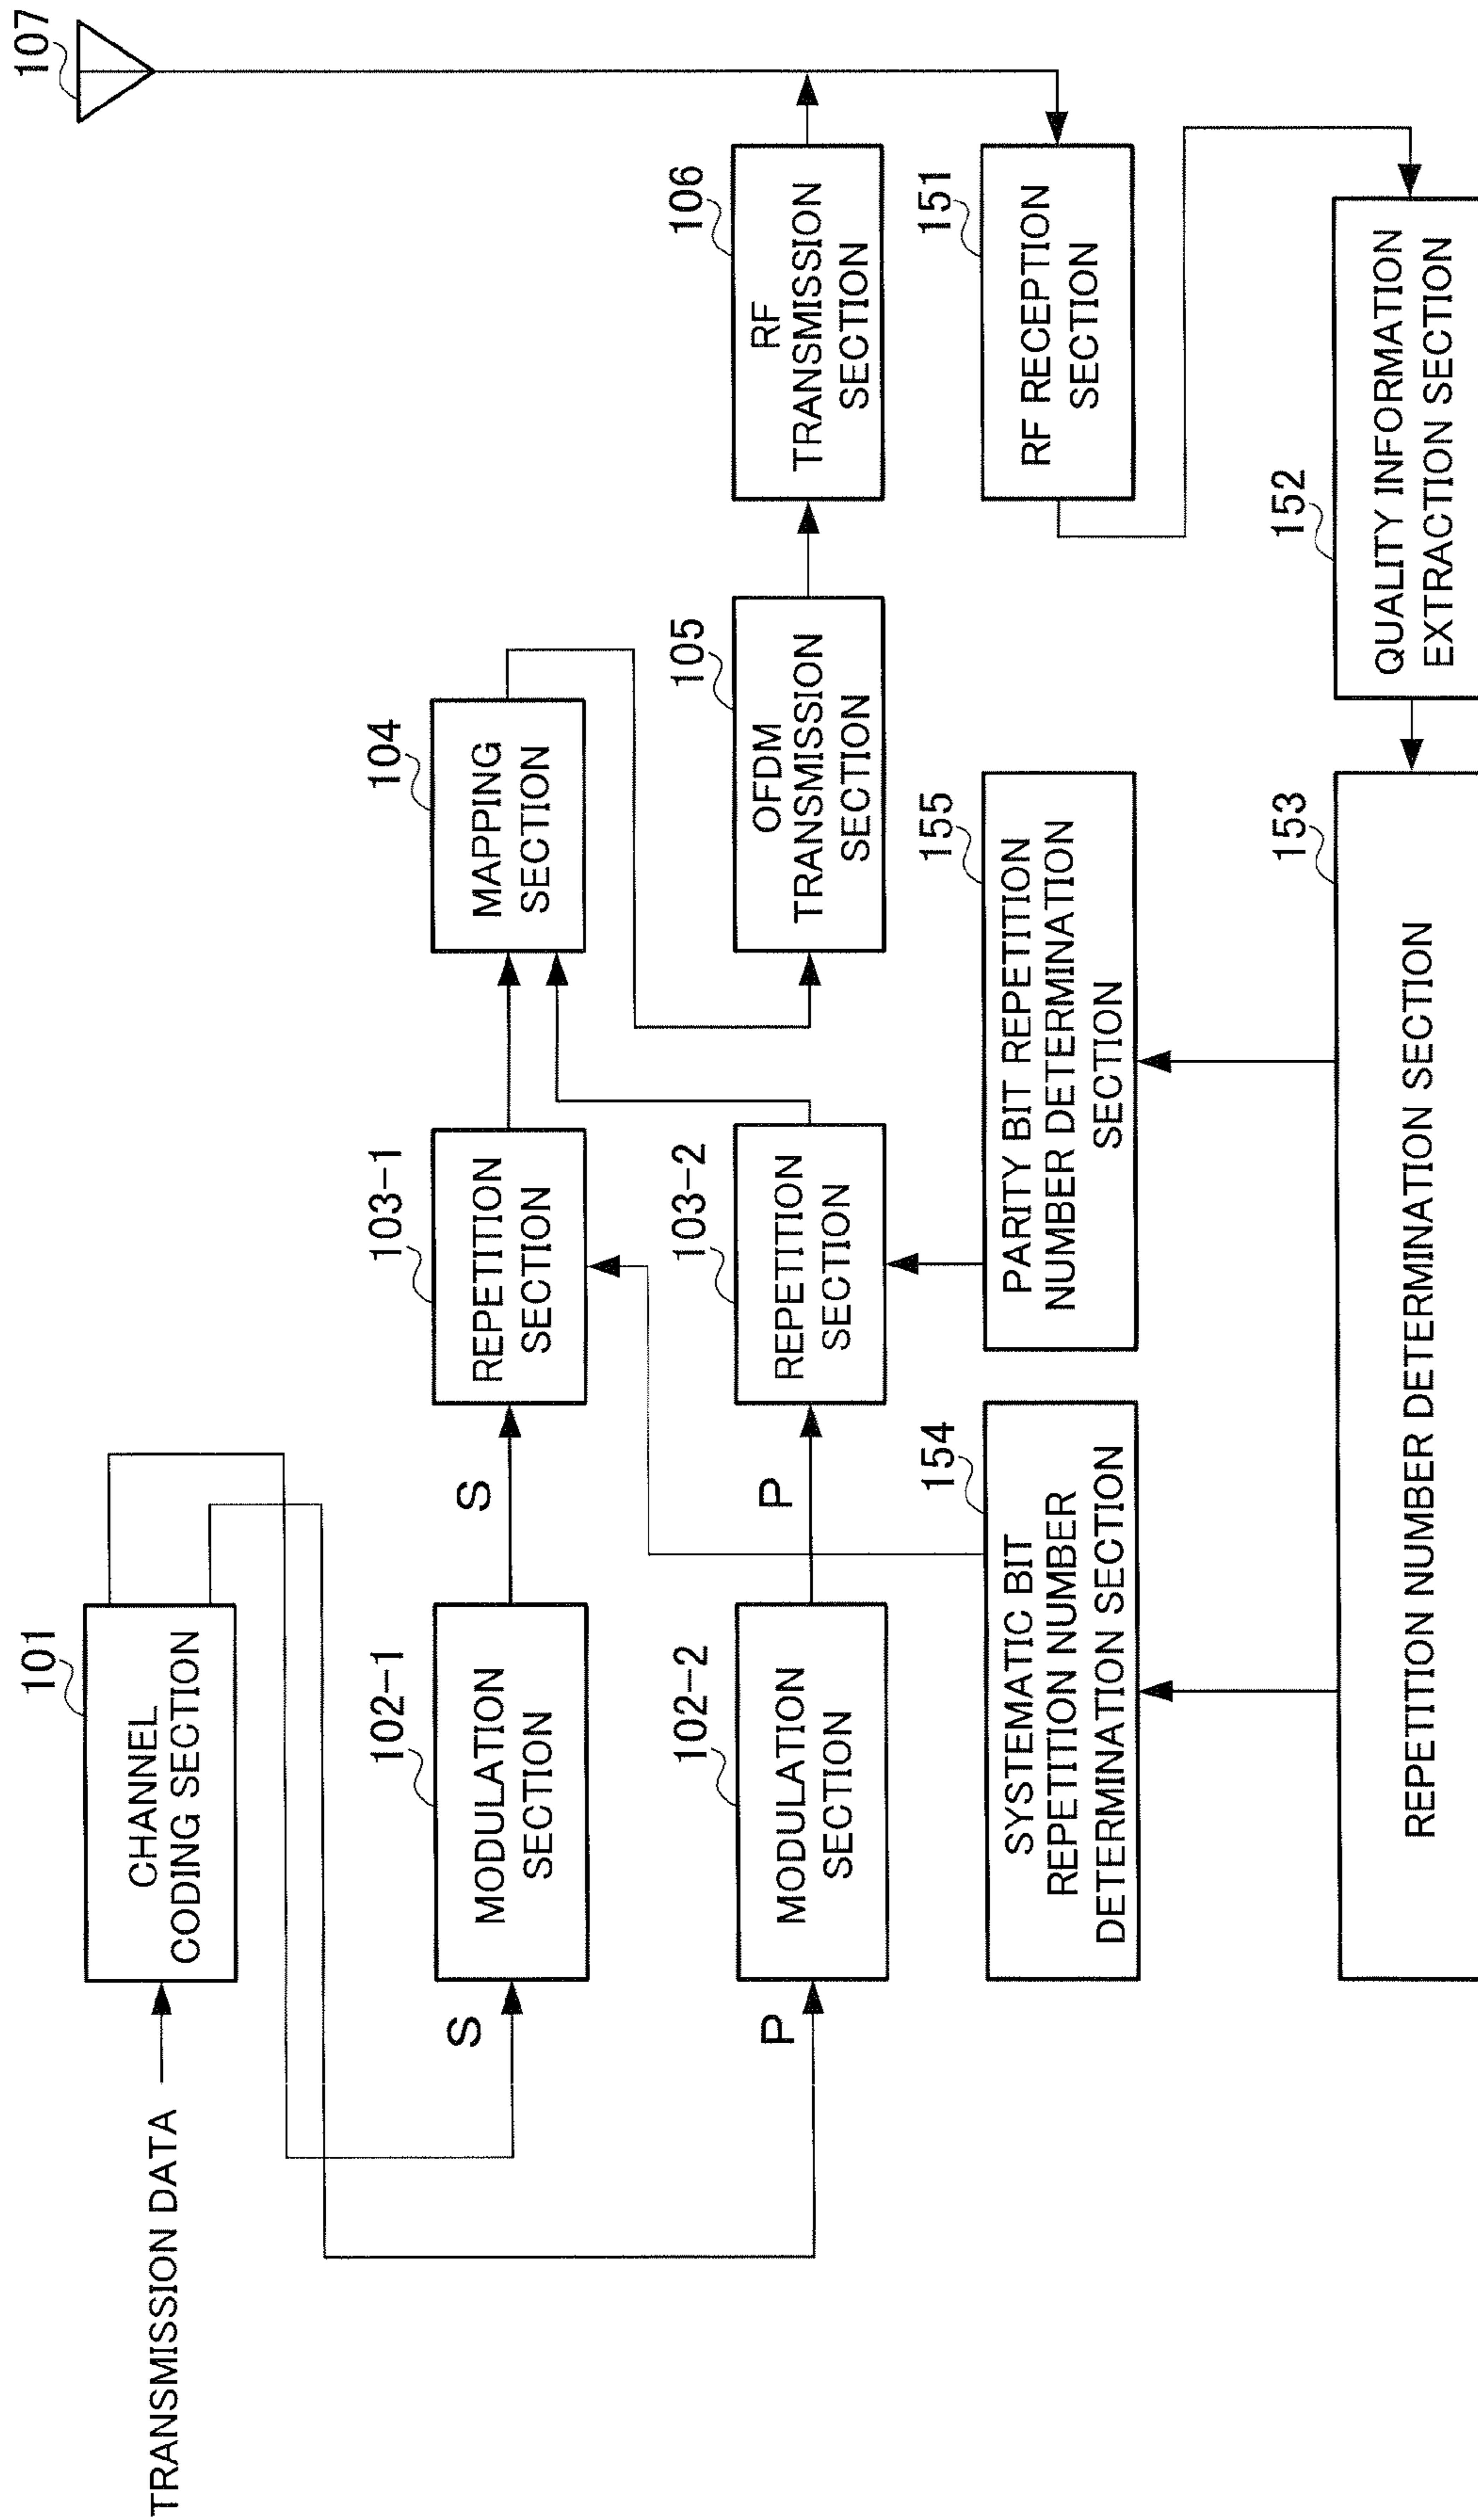 107
101
CHANNEL
CODING SECTION
TRANSMISSION DATA
102-1
MODULATION
SECTION
S
S
103-1
REPETITION
SECTION
104
MAPPING
SECTION
102-2
MODULATION
SECTION
P
P
103-2
REPETITION
SECTION
105
OFDM
TRANSMISSION
SECTION
106
RF
TRANSMISSION
SECTION
154
SYSTEMATIC BIT
REPETITION NUMBER
DETERMINATION SECTION
155
PARITY BIT REPETITION
NUMBER DETERMINATION
SECTION
151
RF RECEPTION
SECTION
153
REPETITION NUMBER DETERMINATION SECTION
152
QUALITY INFORMATION
EXTRACTION SECTION